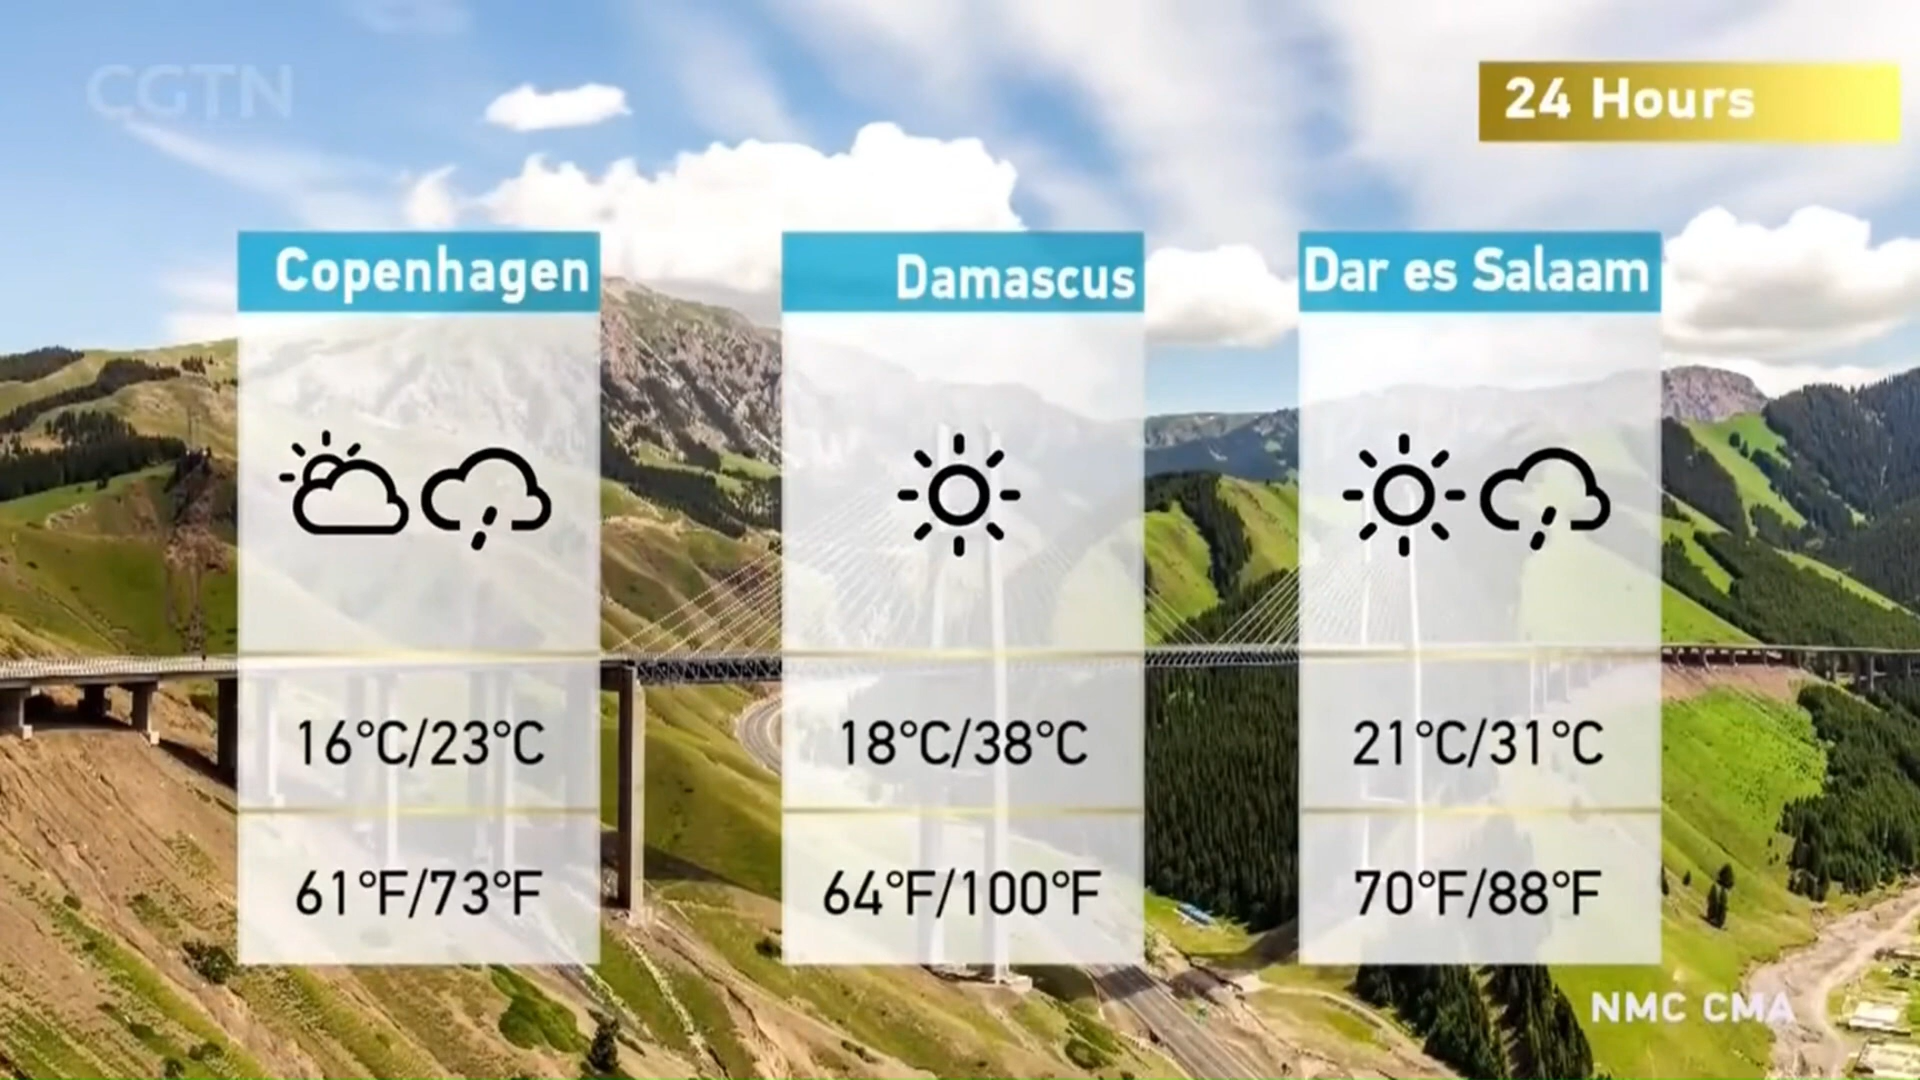 CGTN
24 Hours
Copenhagen
16°C/23°C
61°F/73°F
Damascus
18°C/38°C
64°F/100°F
Dar es Salaam
21°C/31°C
70°F/88°F
NMC CMA